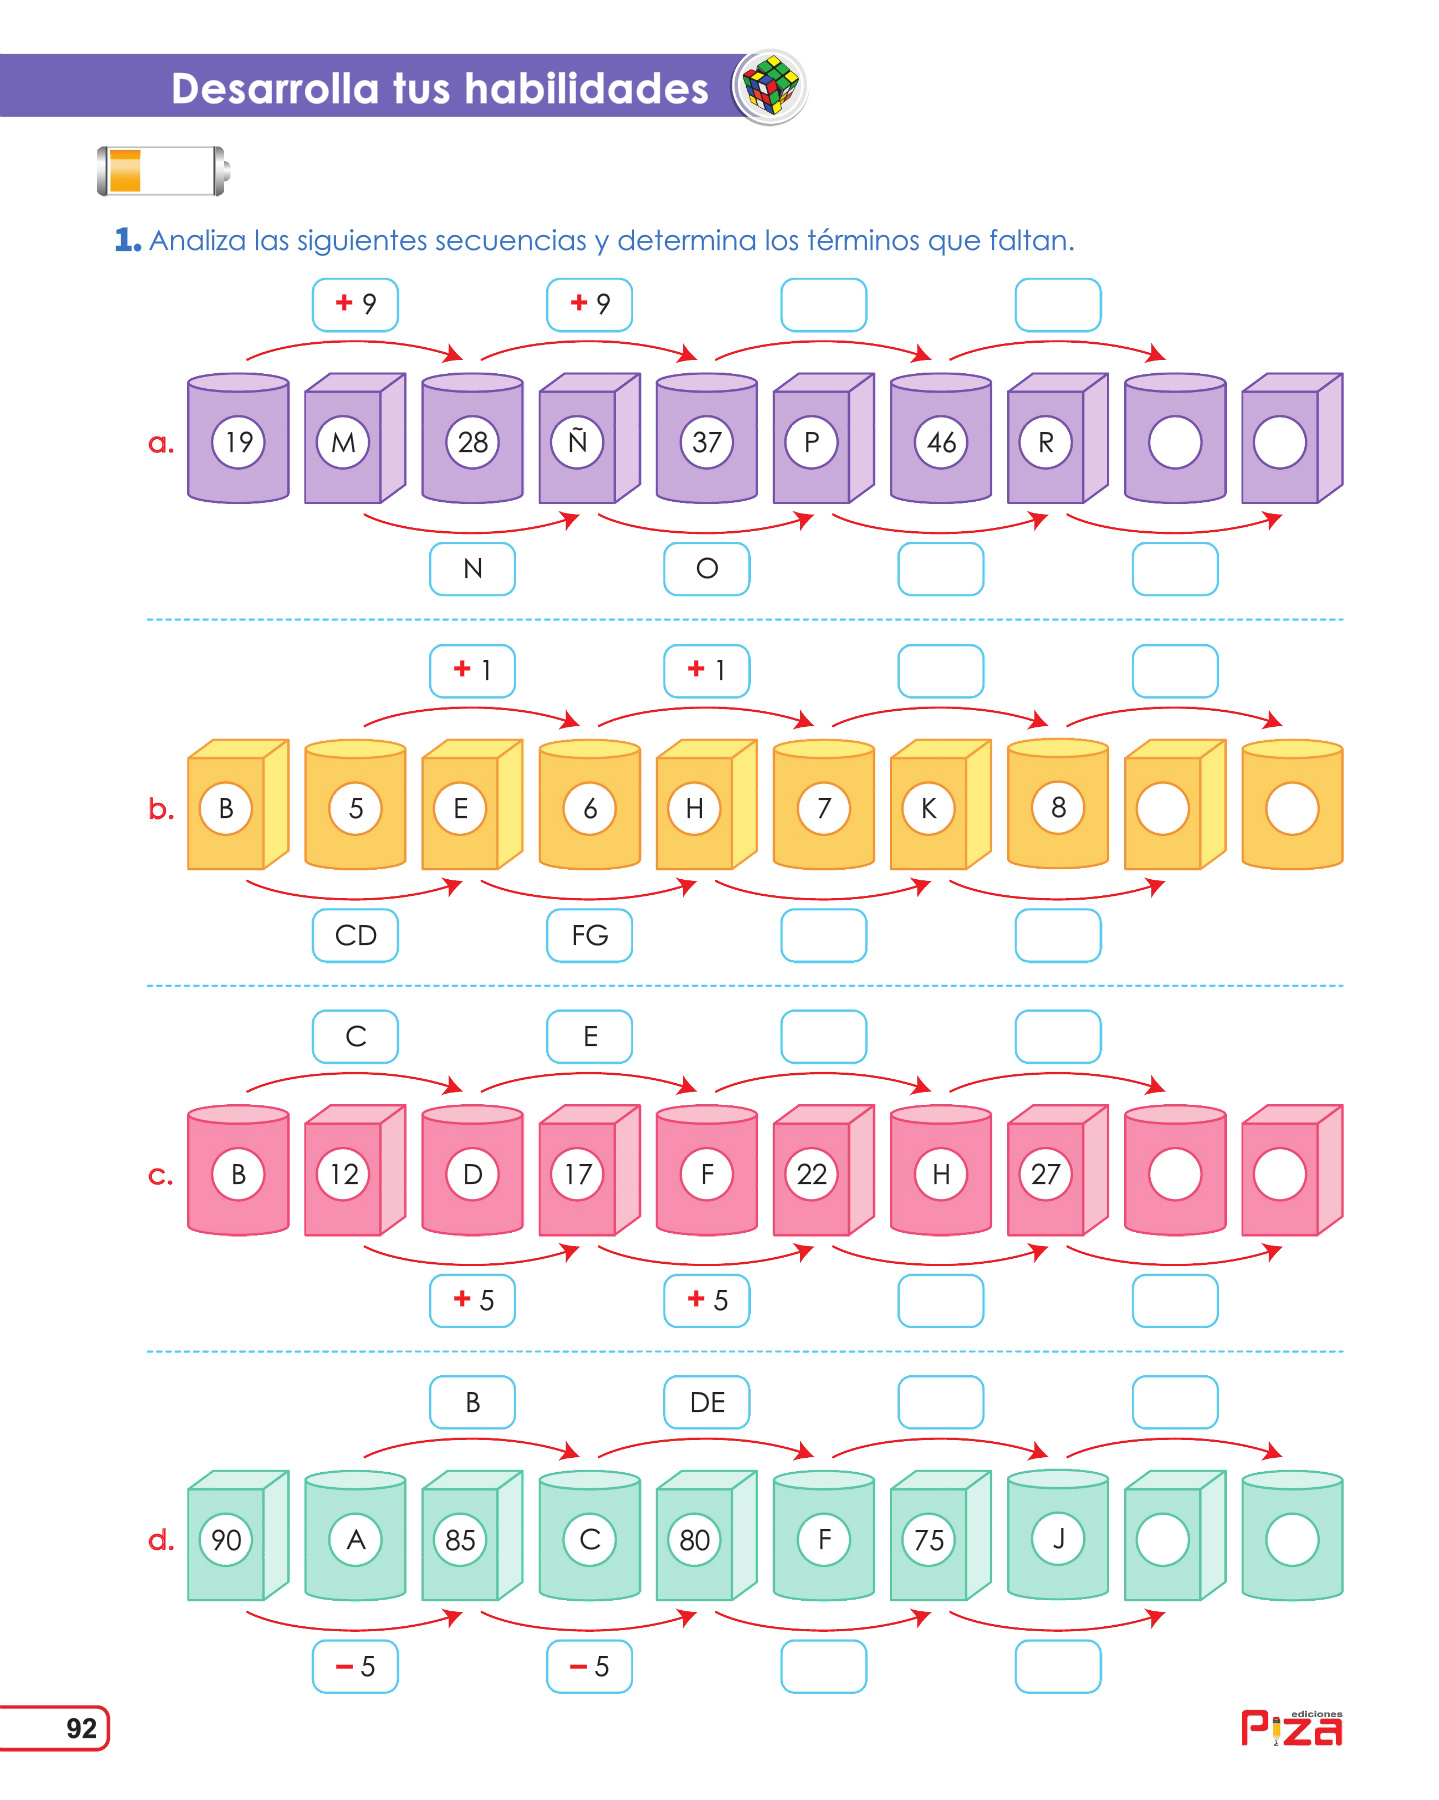 Desarrolla tus habilidades
1. Analiza las siguientes secuencias y determina los términos que faltan.
+ 9 + 9
a. 19 M 28 Ñ 37 P 46 R
N O
+ 1 + 1
b. B 5 E 6 H 7 K 8
CD FG
C E
c. B 12 D 17 F 22 H 27
+ 5 + 5
B DE
d. 90 A 85 C 80 F 75 J
– 5 – 5
92
ediciones
Piza